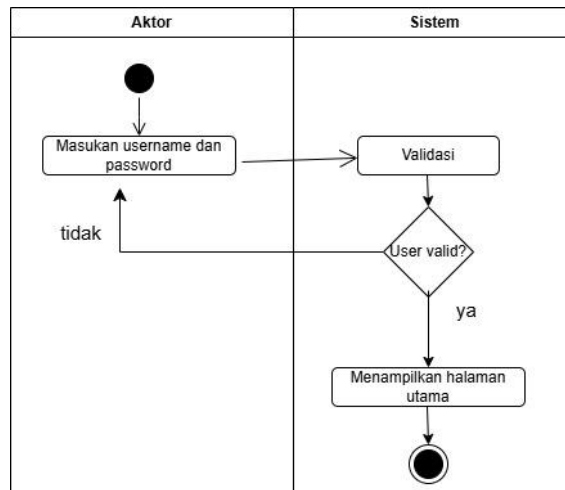 Aktor
Sistem
Masukan username dan
password
Validasi
tidak
User valid?
ya
Menampilkan halaman
utama